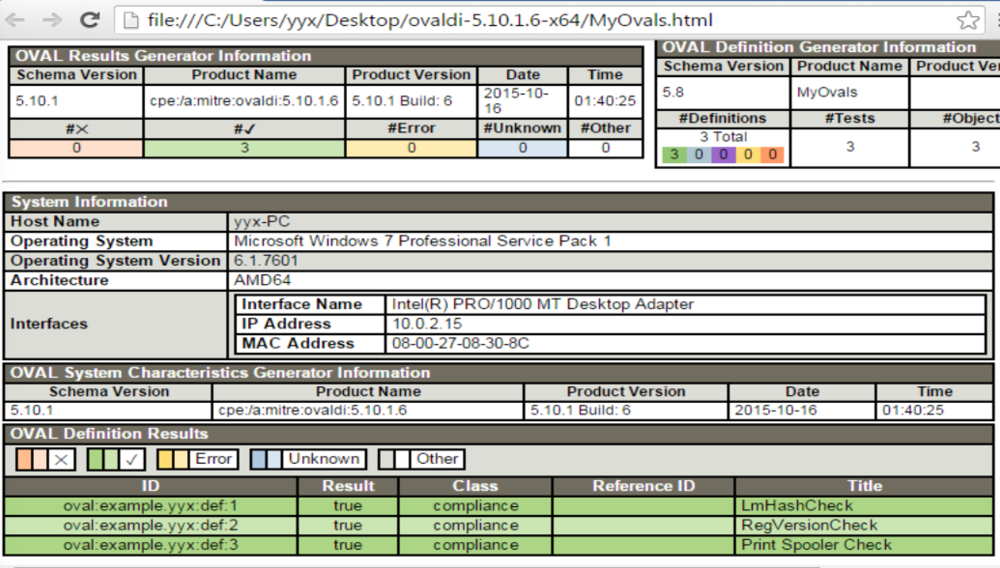 file:///C:/Users/yyx/Desktop/ovaldi-5.10.1.6-x64/MyOvals.html
OVAL Results Generator Information
Schema Version Product Name Product Version Date Time
5.10.1 cpe:/a:mitre:ovaldi:5.10.1.6 5.10.1 Build: 6 2015-10-16 01:40:25
#✕ #✓ #Error #Unknown #Other
0 3 0 0 0
OVAL Definition Generator Information
Schema Version Product Name Product Ver
5.8 MyOvals
#Definitions #Tests #Object
3 Total
3 0 0 0 0 3 3
System Information
Host Name yyx-PC
Operating System Microsoft Windows 7 Professional Service Pack 1
Operating System Version 6.1.7601
Architecture AMD64
Interfaces
Interface Name Intel(R) PRO/1000 MT Desktop Adapter
IP Address 10.0.2.15
MAC Address 08-00-27-08-30-8C
OVAL System Characteristics Generator Information
Schema Version Product Name Product Version Date Time
5.10.1 cpe:/a:mitre:ovaldi:5.10.1.6 5.10.1 Build: 6 2015-10-16 01:40:25
OVAL Definition Results
✕ ✓ Error Unknown Other
ID Result Class Reference ID Title
oval:example.yyx:def:1 true compliance LmHashCheck
oval:example.yyx:def:2 true compliance RegVersionCheck
oval:example.yyx:def:3 true compliance Print Spooler Check